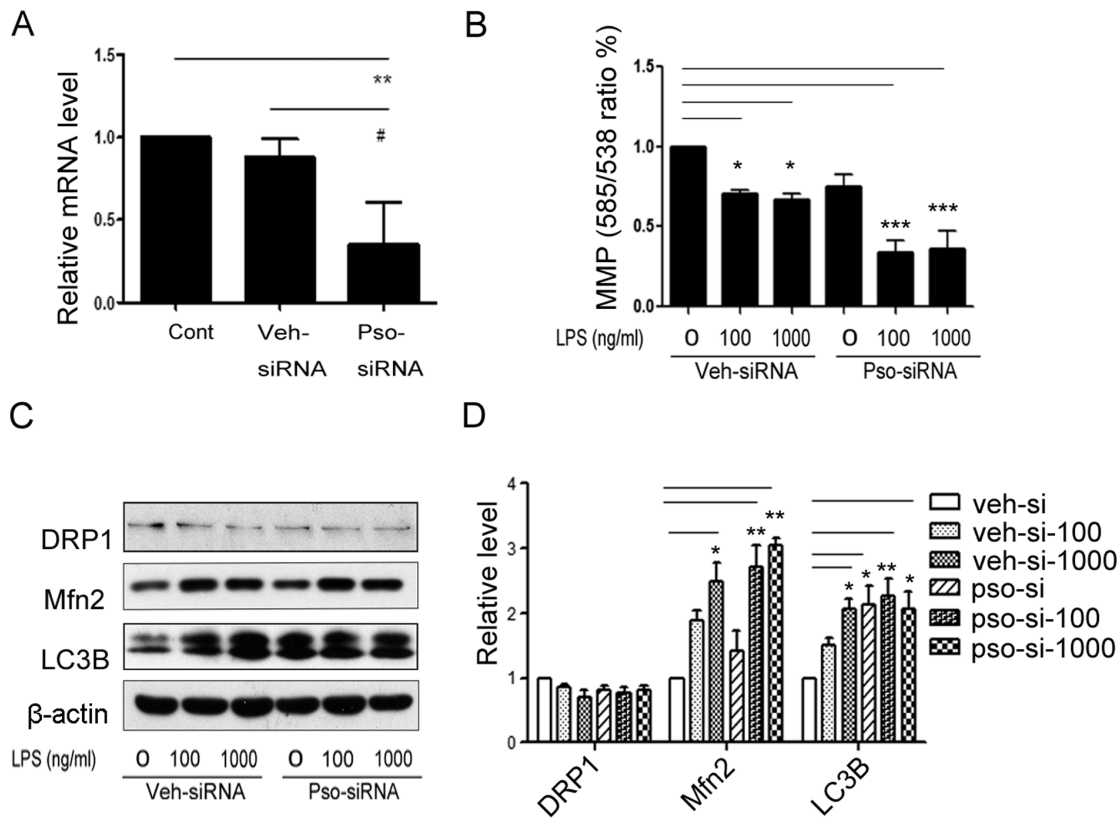 A
Relative mRNA level
1.5
1.0
0.5
0.0
**
#
Cont
Veh-
siRNA
Pso-
siRNA
B
MMP (585/538 ratio %)
1.5
1.0
0.5
0.0
*
*
***
***
LPS (ng/ml)
0 100 1000 0 100 1000
Veh-siRNA Pso-siRNA
C
DRP1
Mfn2
LC3B
β-actin
LPS (ng/ml) 0 100 1000 0 100 1000
Veh-siRNA Pso-siRNA
D
Relative level
4
3
2
1
0
* ** **
* * ** *
DRP1 Mfn2 LC3B
veh-si
veh-si-100
veh-si-1000
pso-si
pso-si-100
pso-si-1000